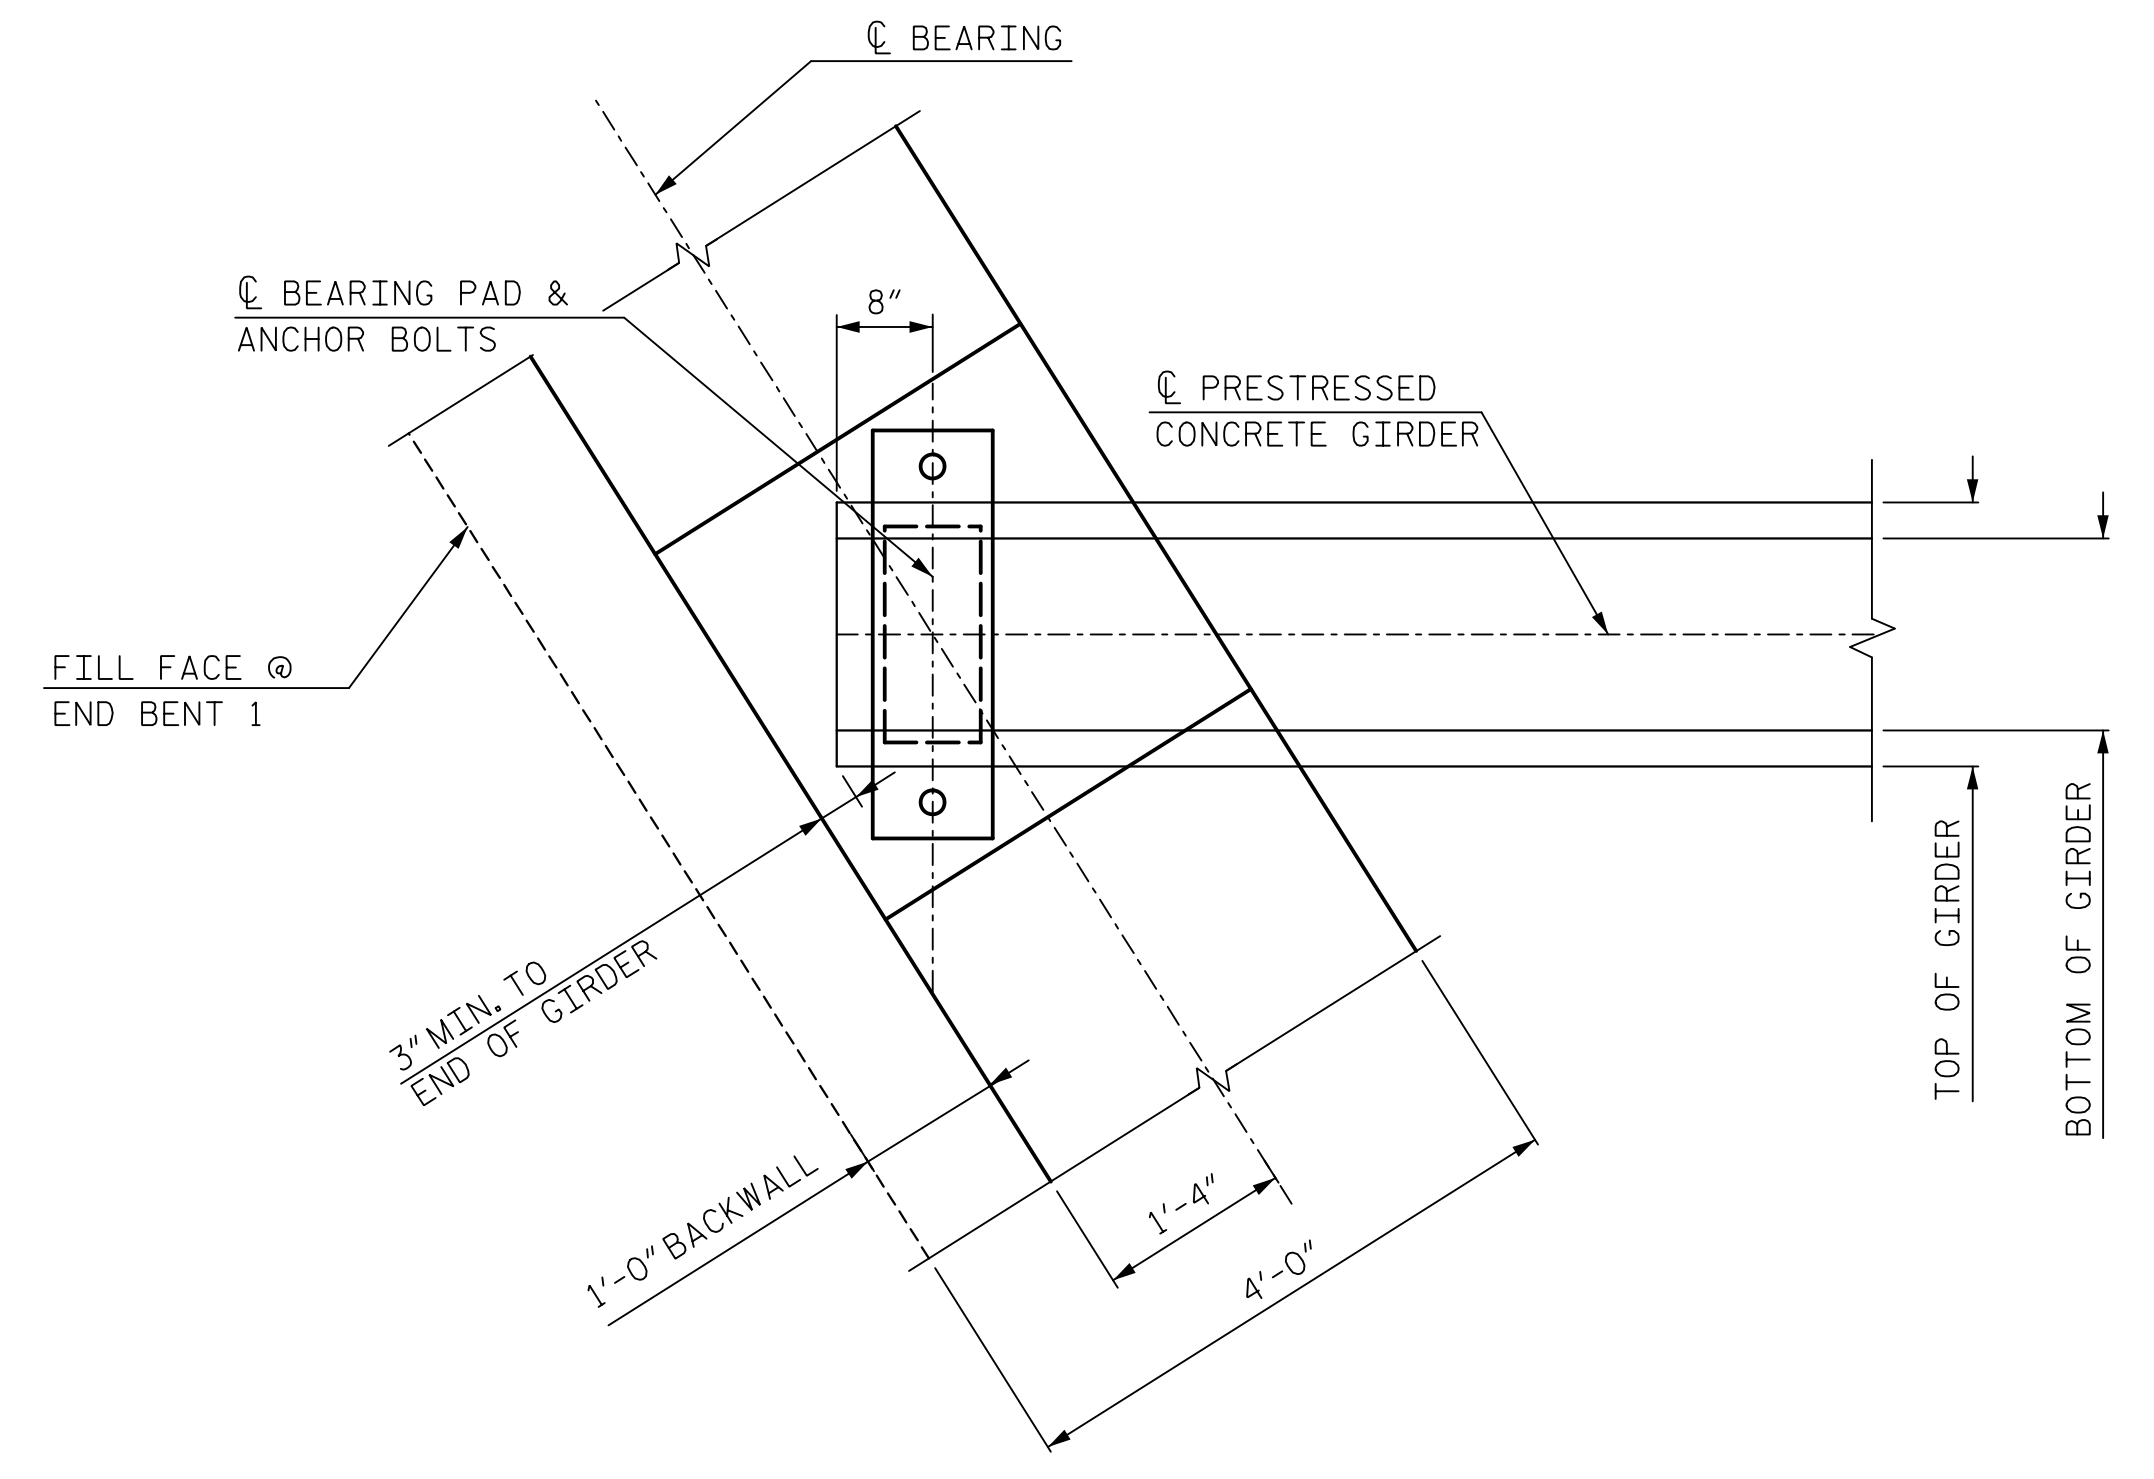 ℄ BEARING
℄ BEARING PAD &
ANCHOR BOLTS
8"
℄ PRESTRESSED
CONCRETE GIRDER
FILL FACE @
END BENT 1
3" MIN. TO
END OF GIRDER
1'-0" BACKWALL
1'-4"
4'-0"
TOP OF GIRDER
BOTTOM OF GIRDER